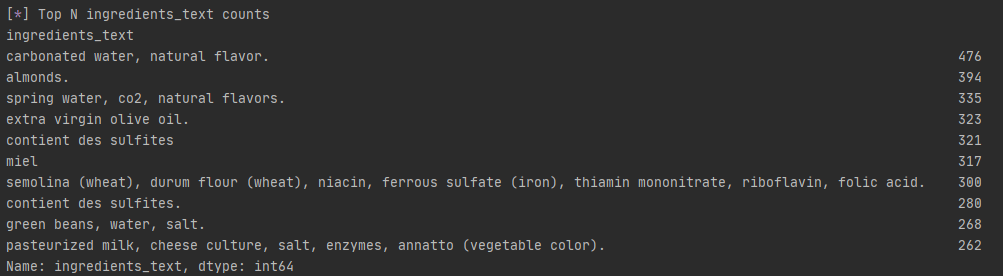 [*] Top N ingredients_text counts
ingredients_text
carbonated water, natural flavor. 476
almonds. 394
spring water, co2, natural flavors. 335
extra virgin olive oil. 323
contient des sulfites 321
miel 317
semolina (wheat), durum flour (wheat), niacin, ferrous sulfate (iron), thiamin mononitrate, riboflavin, folic acid. 300
contient des sulfites. 280
green beans, water, salt. 268
pasteurized milk, cheese culture, salt, enzymes, annatto (vegetable color). 262
Name: ingredients_text, dtype: int64